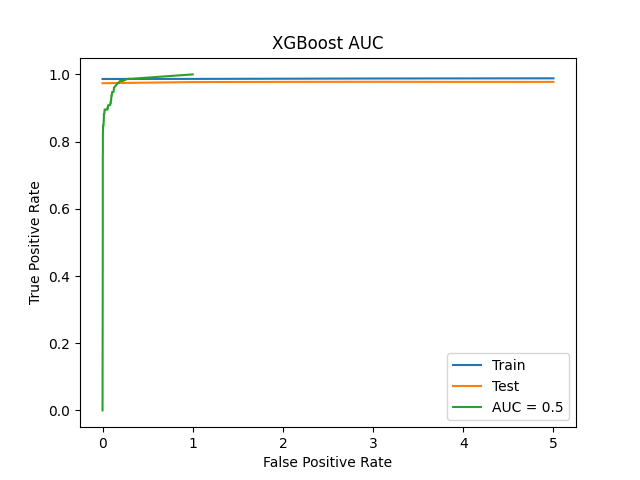 XGBoost AUC
True Positive Rate
1.0
0.8
0.6
0.4
0.2
0.0
Train
Test
AUC = 0.5
0 1 2 3 4 5
False Positive Rate